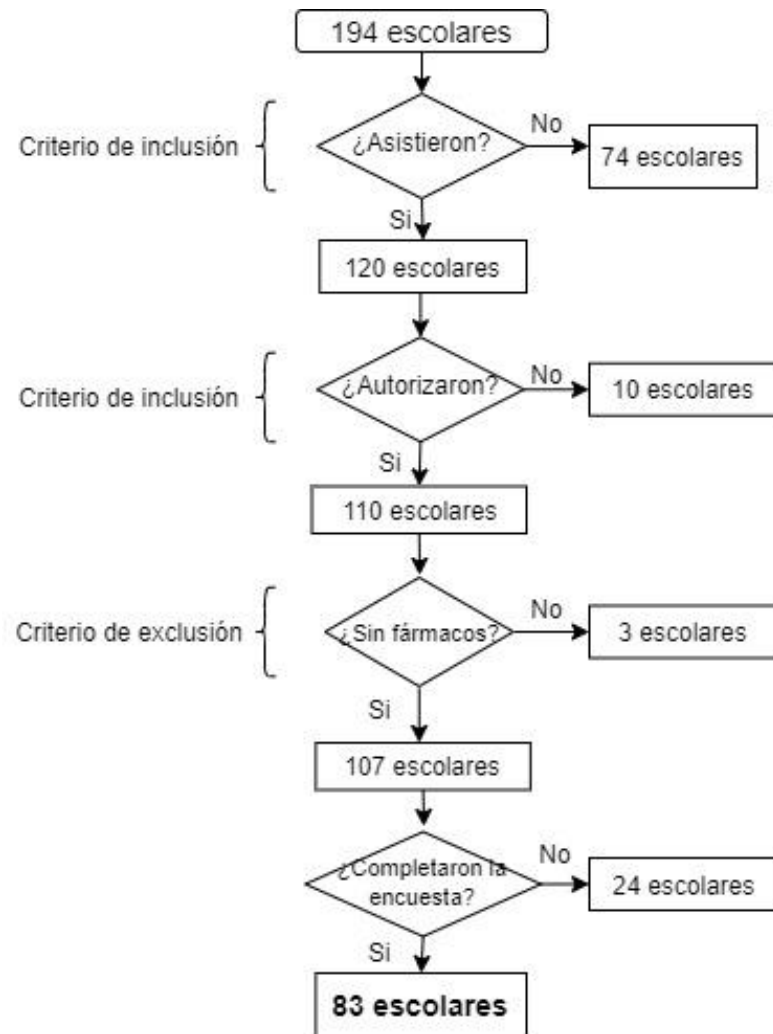 194 escolares
Criterio de inclusión
¿Asistieron?
No
74 escolares
Si
120 escolares
Criterio de inclusión
¿Autorizaron?
No
10 escolares
Si
110 escolares
Criterio de exclusión
¿Sin fármacos?
No
3 escolares
Si
107 escolares
¿Completaron la
encuesta?
No
24 escolares
Si
83 escolares